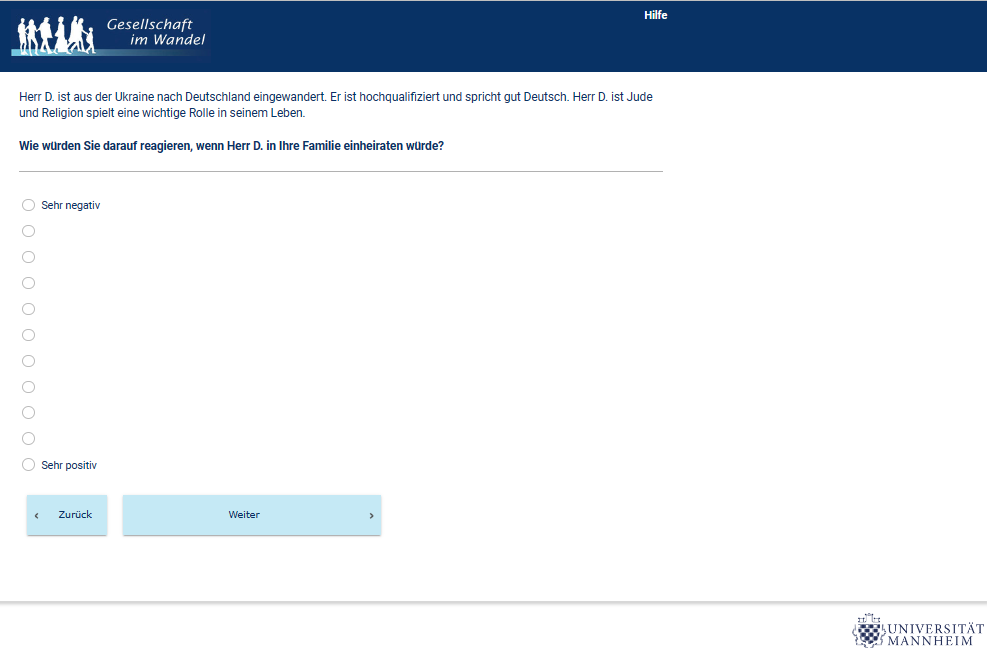 Gesellschaft
im Wandel
Hilfe
Herr D. ist aus der Ukraine nach Deutschland eingewandert. Er ist hochqualifiziert und spricht gut Deutsch. Herr D. ist Jude
und Religion spielt eine wichtige Rolle in seinem Leben.
Wie würden Sie darauf reagieren, wenn Herr D. in Ihre Familie einheiraten würde?
Sehr negativ
Sehr positiv
‹ Zurück
Weiter ›
UNIVERSITÄT
MANNHEIM